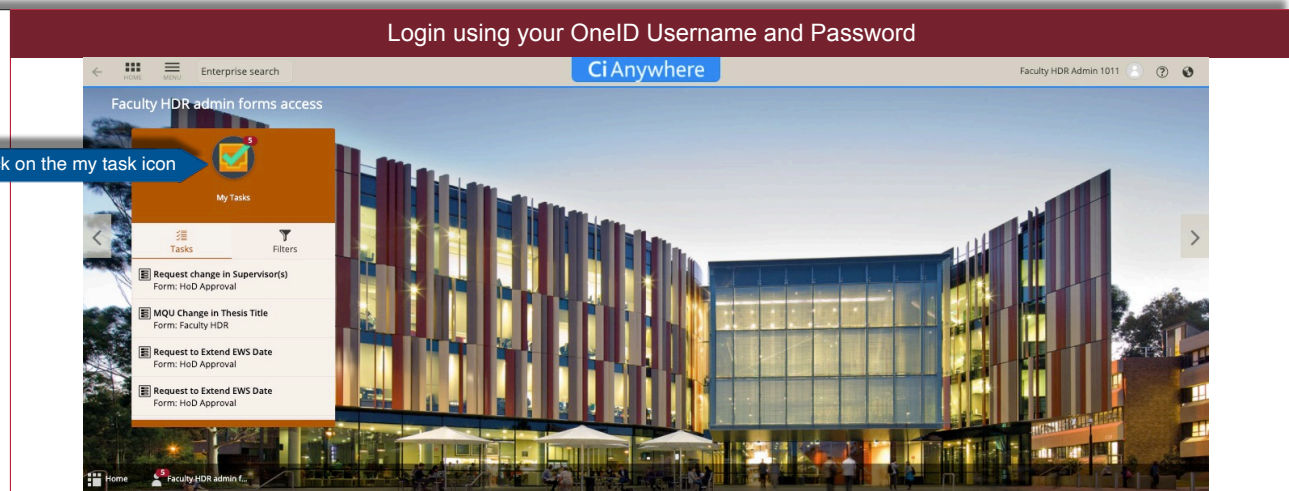 Login using your OneID Username and Password
HOME
MENU
Enterprise search
CiAnywhere
Faculty HDR Admin 1011
Faculty HDR admin forms access
k on the my task icon
5
My Tasks
Tasks
Filters
Request change in Supervisor(s)
Form: HoD Approval
MQU Change in Thesis Title
Form: Faculty HDR
Request to Extend EWS Date
Form: HoD Approval
Request to Extend EWS Date
Form: HoD Approval
Home
5
Faculty HDR admin f...